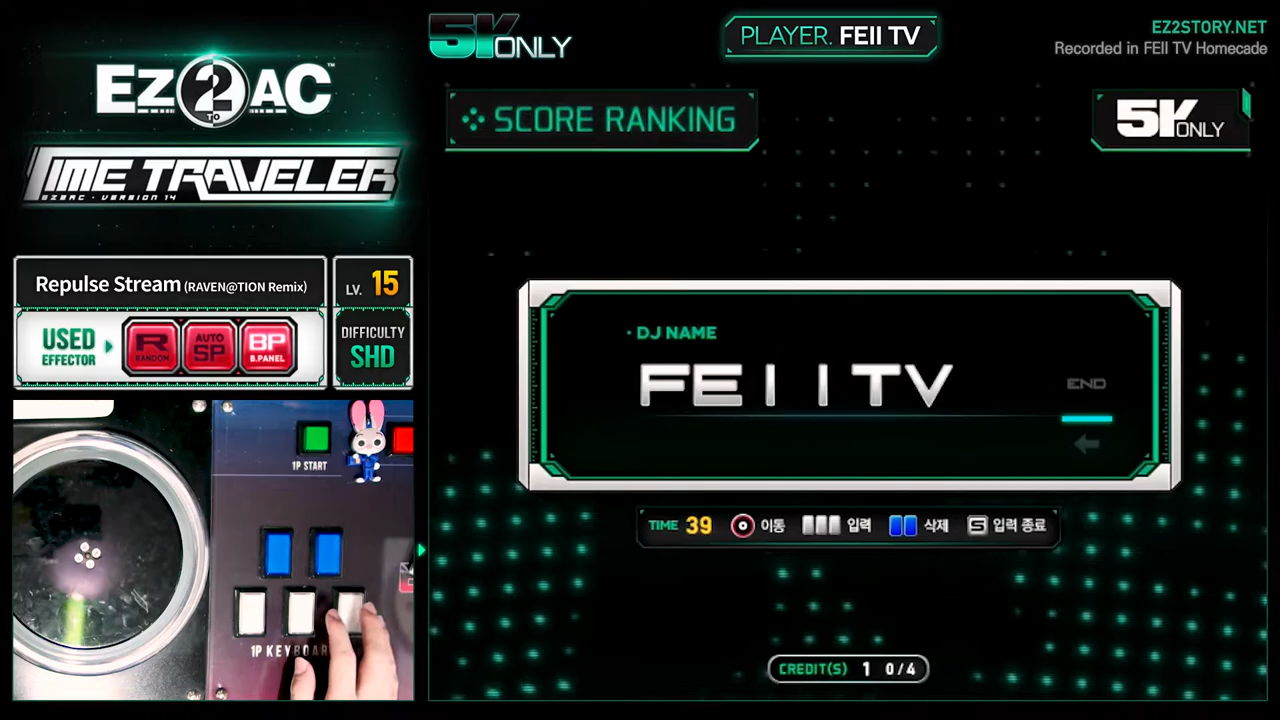 EZ2AC™
TO
TIME TRAVELER
EZ2AC · VERSION 14
Repulse Stream (RAVEN@TION Remix)
LV. 15
USED
EFFECTOR
R
RANDOM
AUTO
SP
BP
B.PANEL
DIFFICULTY
SHD
1P START
1P KEYBOAR
5K ONLY
PLAYER. FEII TV
EZ2STORY.NET
Recorded in FEII TV Homecade
SCORE RANKING
5K ONLY
· DJ NAME
FEIITV
END
TIME 39 이동 입력 삭제 S 입력 종료
CREDIT(S) 1 0/4